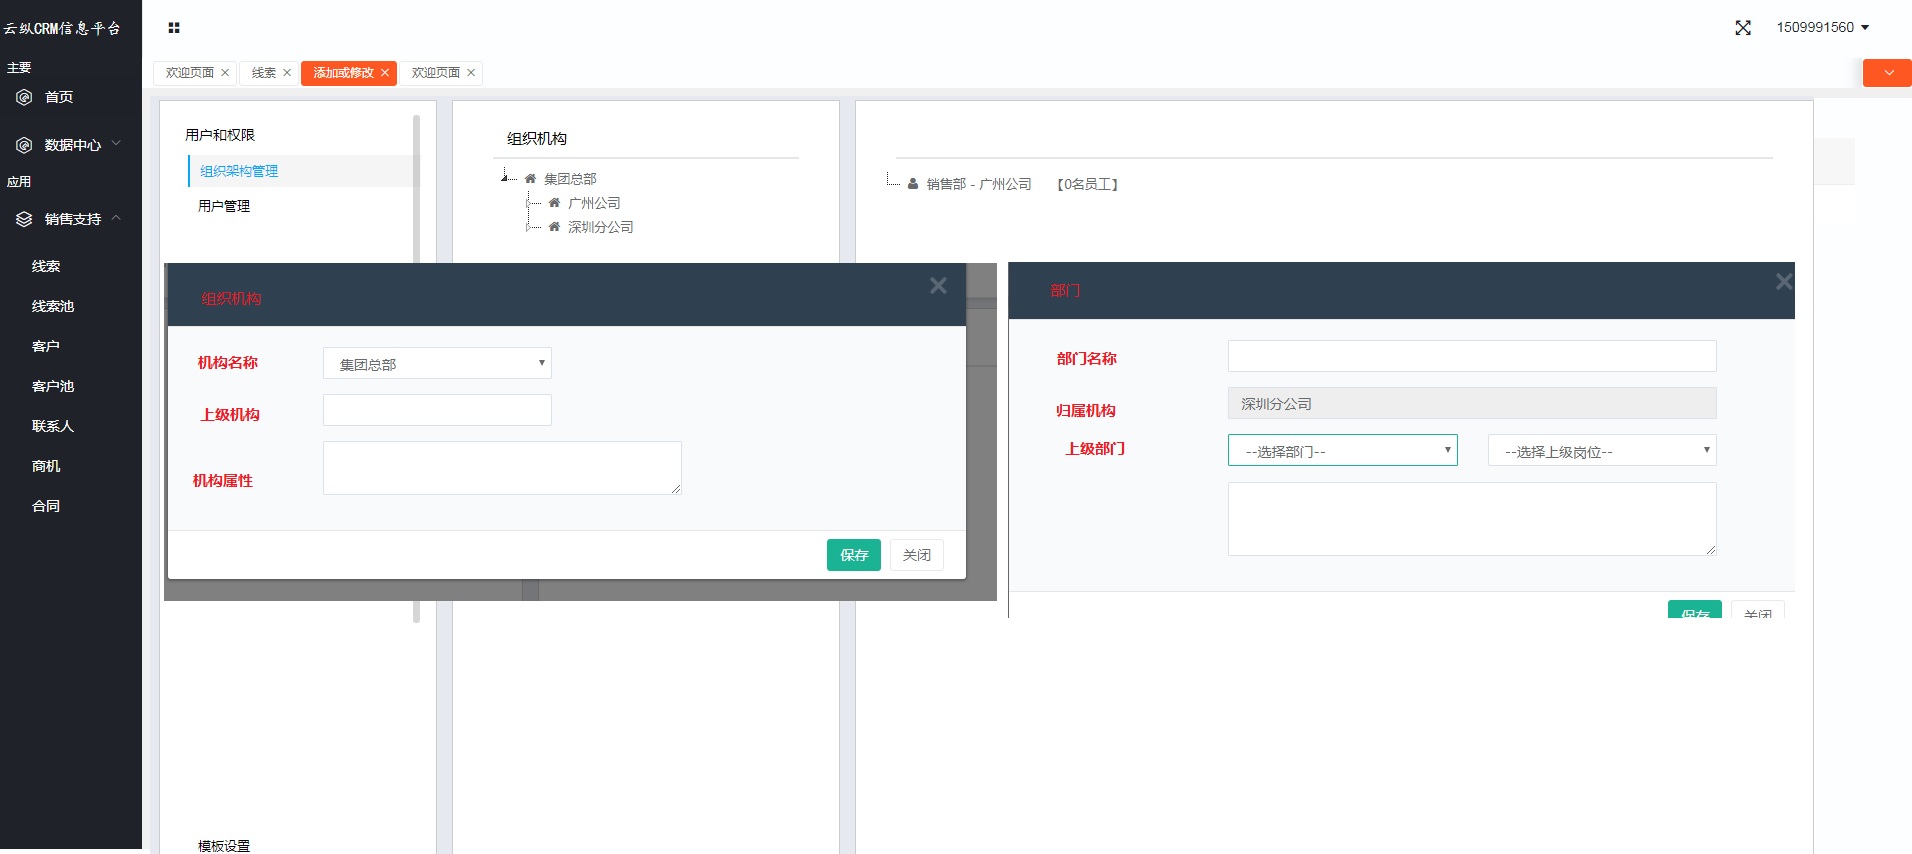 云纵CRM信息平台
1509991560
主要
首页
数据中心
应用
销售支持
线索
线索池
客户
客户池
联系人
商机
合同
欢迎页面
线索
添加或修改
欢迎页面
用户和权限
组织架构管理
用户管理
模板设置
组织机构
集团总部
广州公司
深圳分公司
销售部 - 广州公司 【0名员工】
组织机构
机构名称
集团总部
上级机构
机构属性
保存
关闭
部门
部门名称
归属机构
深圳分公司
上级部门
--选择部门--
--选择上级岗位--
保存
关闭